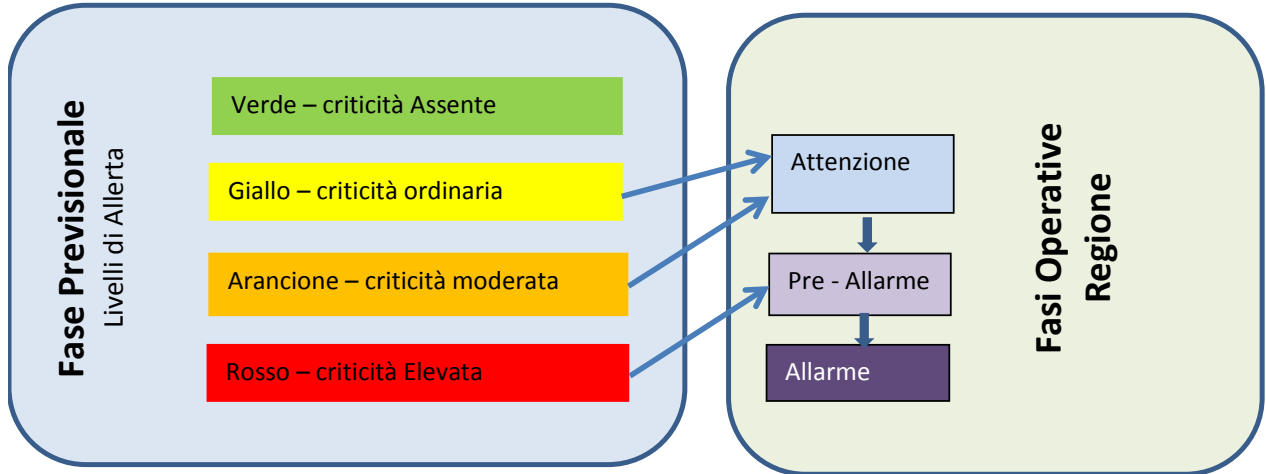 Fase Previsionale
Livelli di Allerta
Verde – criticità Assente
Giallo – criticità ordinaria
Arancione – criticità moderata
Rosso – criticità Elevata
Attenzione
Pre - Allarme
Allarme
Fasi Operative
Regione